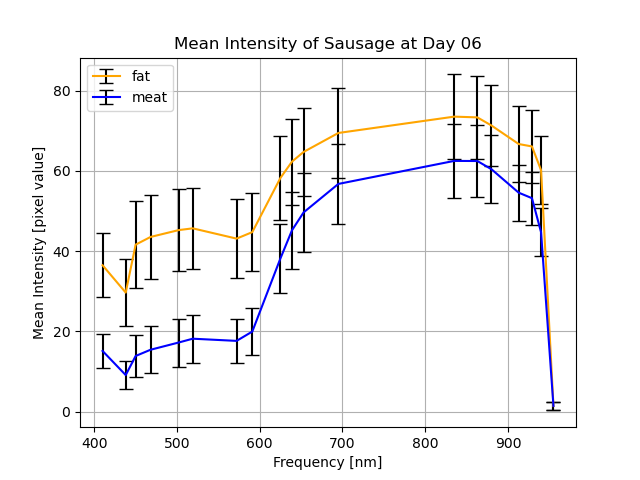 Mean Intensity of Sausage at Day 06
fat
meat
80
60
40
20
0
Mean Intensity [pixel value]
400 500 600 700 800 900
Frequency [nm]